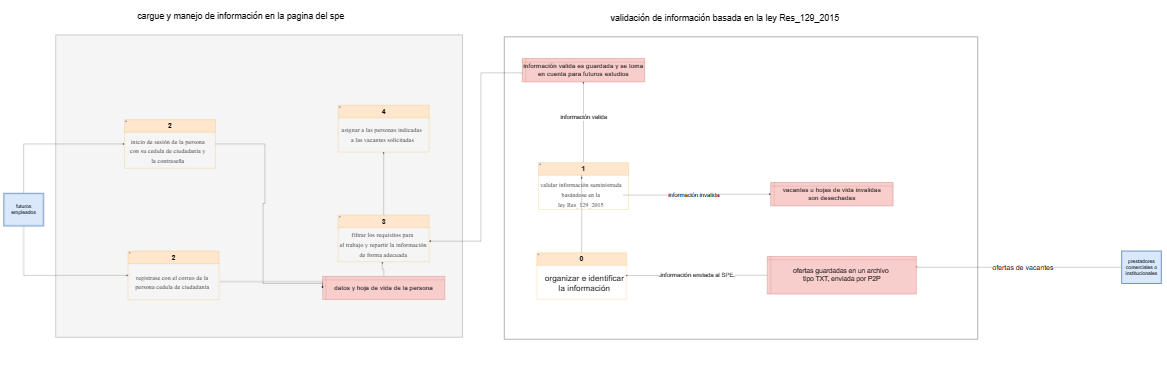 cargue y manejo de información en la pagina del spe
validación de información basada en la ley Res_129_2015
información valida es guardada y se toma
en cuenta para futuros estudios
4
asignar a las personas indicadas
a las vacantes solicitadas
2
inicio de sesión de la persona
con su cedula de ciudadanía y
la contraseña
información valida
1
validar información suministrada
basándose en la
ley Res_129_2015
información invalida
vacantes u hojas de vida invalidas
son desechadas
futuros
empleados
3
filtrar los requisitos para
el trabajo y repartir la información
de forma adecuada
2
registrase con el correo de la
persona cedula de ciudadanía
datos y hoja de vida de la persona
0
organizar e identificar
la información
información enviada al SPE.
ofertas guardadas en un archivo
tipo TXT, enviada por P2P
ofertas de vacantes
prestadores
comerciales o
institucionales